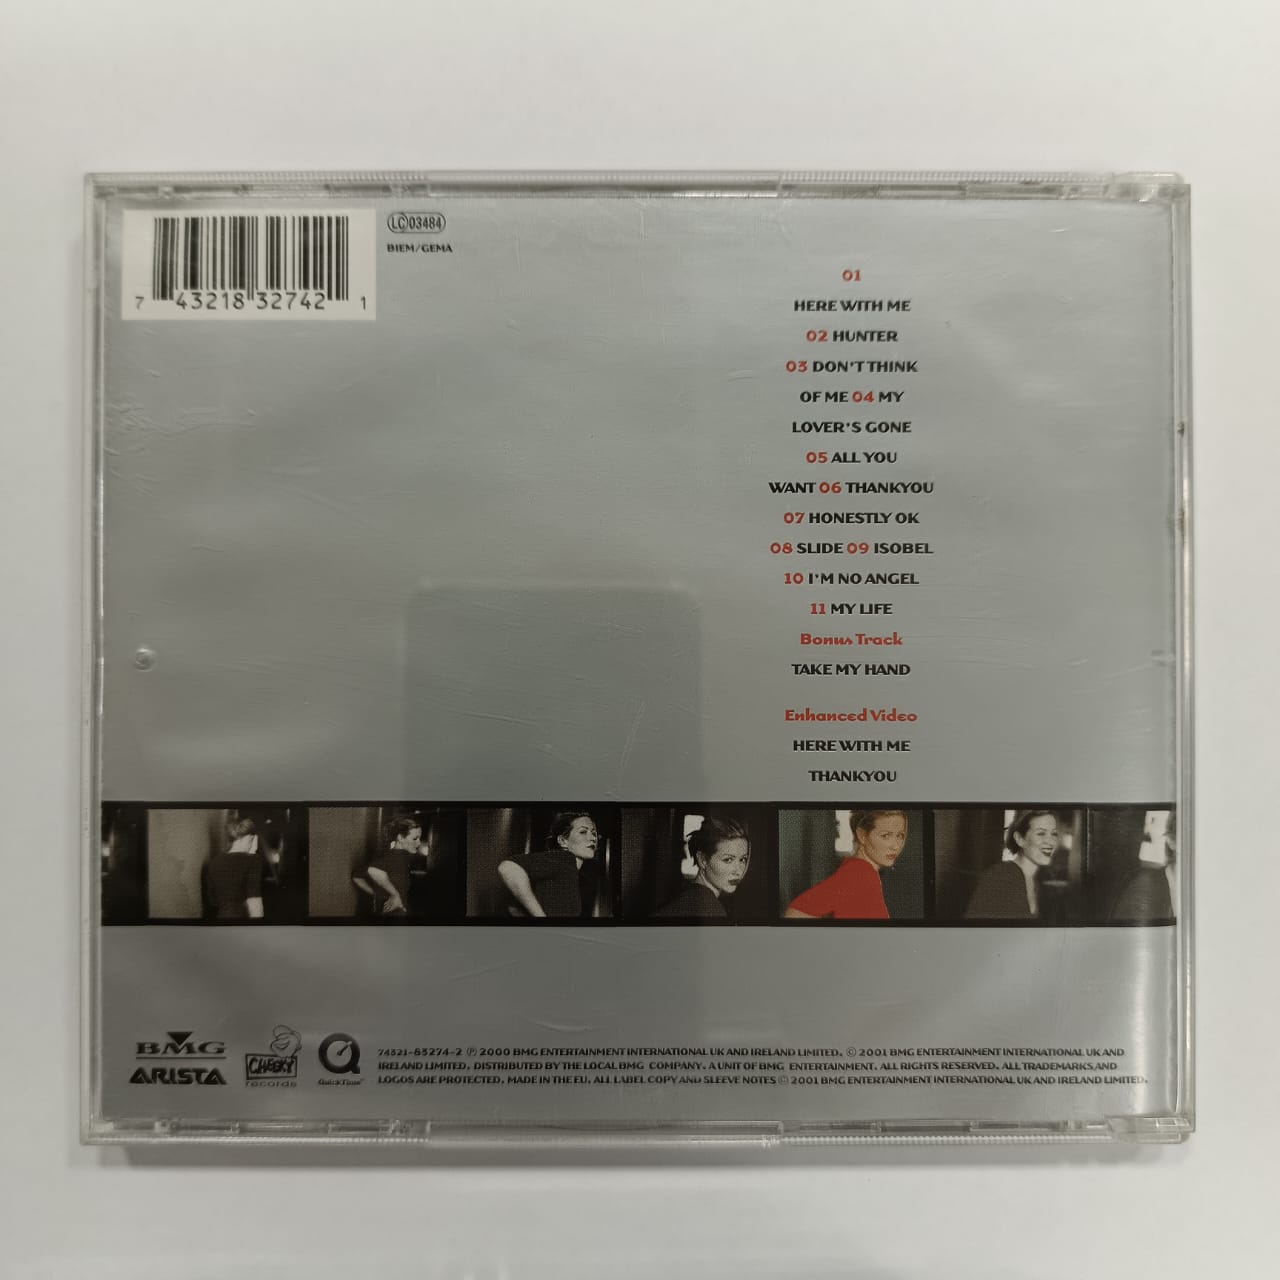 7 43218 32742 1
LC 03484
BIEM/GEMA
01
HERE WITH ME
02 HUNTER
03 DON'T THINK
OF ME 04 MY
LOVER'S GONE
05 ALL YOU
WANT 06 THANKYOU
07 HONESTLY OK
08 SLIDE 09 ISOBEL
10 I'M NO ANGEL
11 MY LIFE
Bonus Track
TAKE MY HAND
Enhanced Video
HERE WITH ME
THANKYOU
BMG
ARISTA
CHEEKY
records
QuickTime™
74321-83274-2 ℗ 2000 BMG ENTERTAINMENT INTERNATIONAL UK AND IRELAND LIMITED. © 2001 BMG ENTERTAINMENT INTERNATIONAL UK AND
IRELAND LIMITED. DISTRIBUTED BY THE LOCAL BMG COMPANY. A UNIT OF BMG ENTERTAINMENT. ALL RIGHTS RESERVED. ALL TRADEMARKS AND
LOGOS ARE PROTECTED. MADE IN THE EU. ALL LABEL COPY AND SLEEVE NOTES © 2001 BMG ENTERTAINMENT INTERNATIONAL UK AND IRELAND LIMITED.